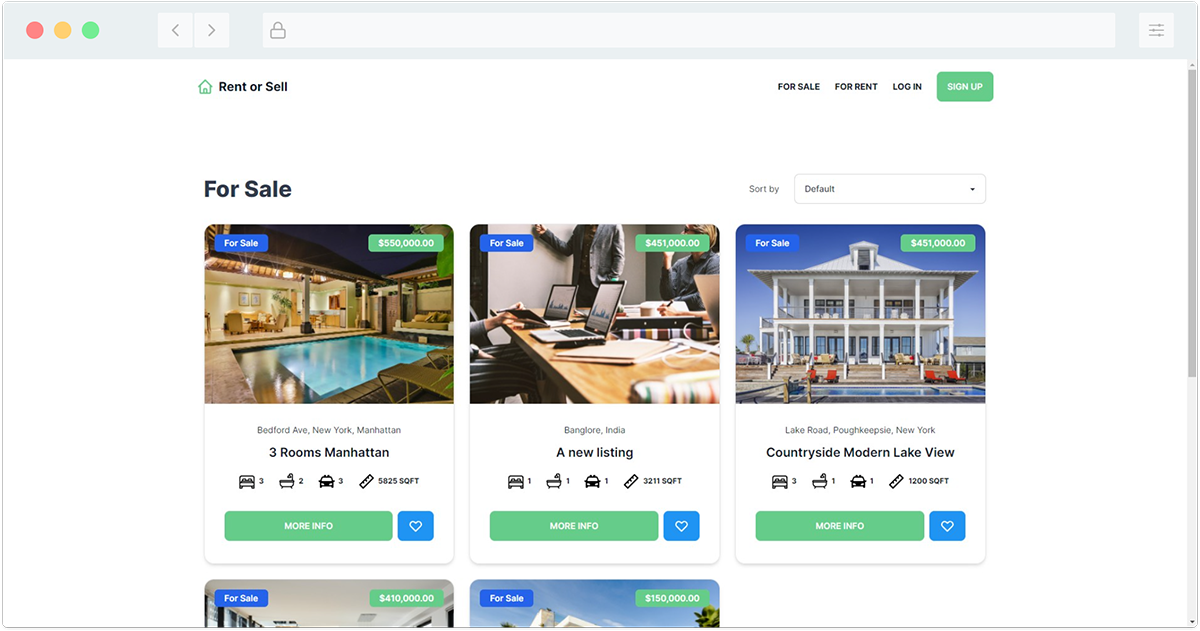 Rent or Sell
FOR SALE
FOR RENT
LOG IN
SIGN UP
For Sale
Sort by
Default
For Sale
$550,000.00
Bedford Ave, New York, Manhattan
3 Rooms Manhattan
3 2 3 5825 SQFT
MORE INFO
For Sale
$451,000.00
Banglore, India
A new listing
1 1 1 3211 SQFT
MORE INFO
For Sale
$451,000.00
Lake Road, Poughkeepsie, New York
Countryside Modern Lake View
3 1 1 1200 SQFT
MORE INFO
For Sale
$410,000.00
For Sale
$150,000.00